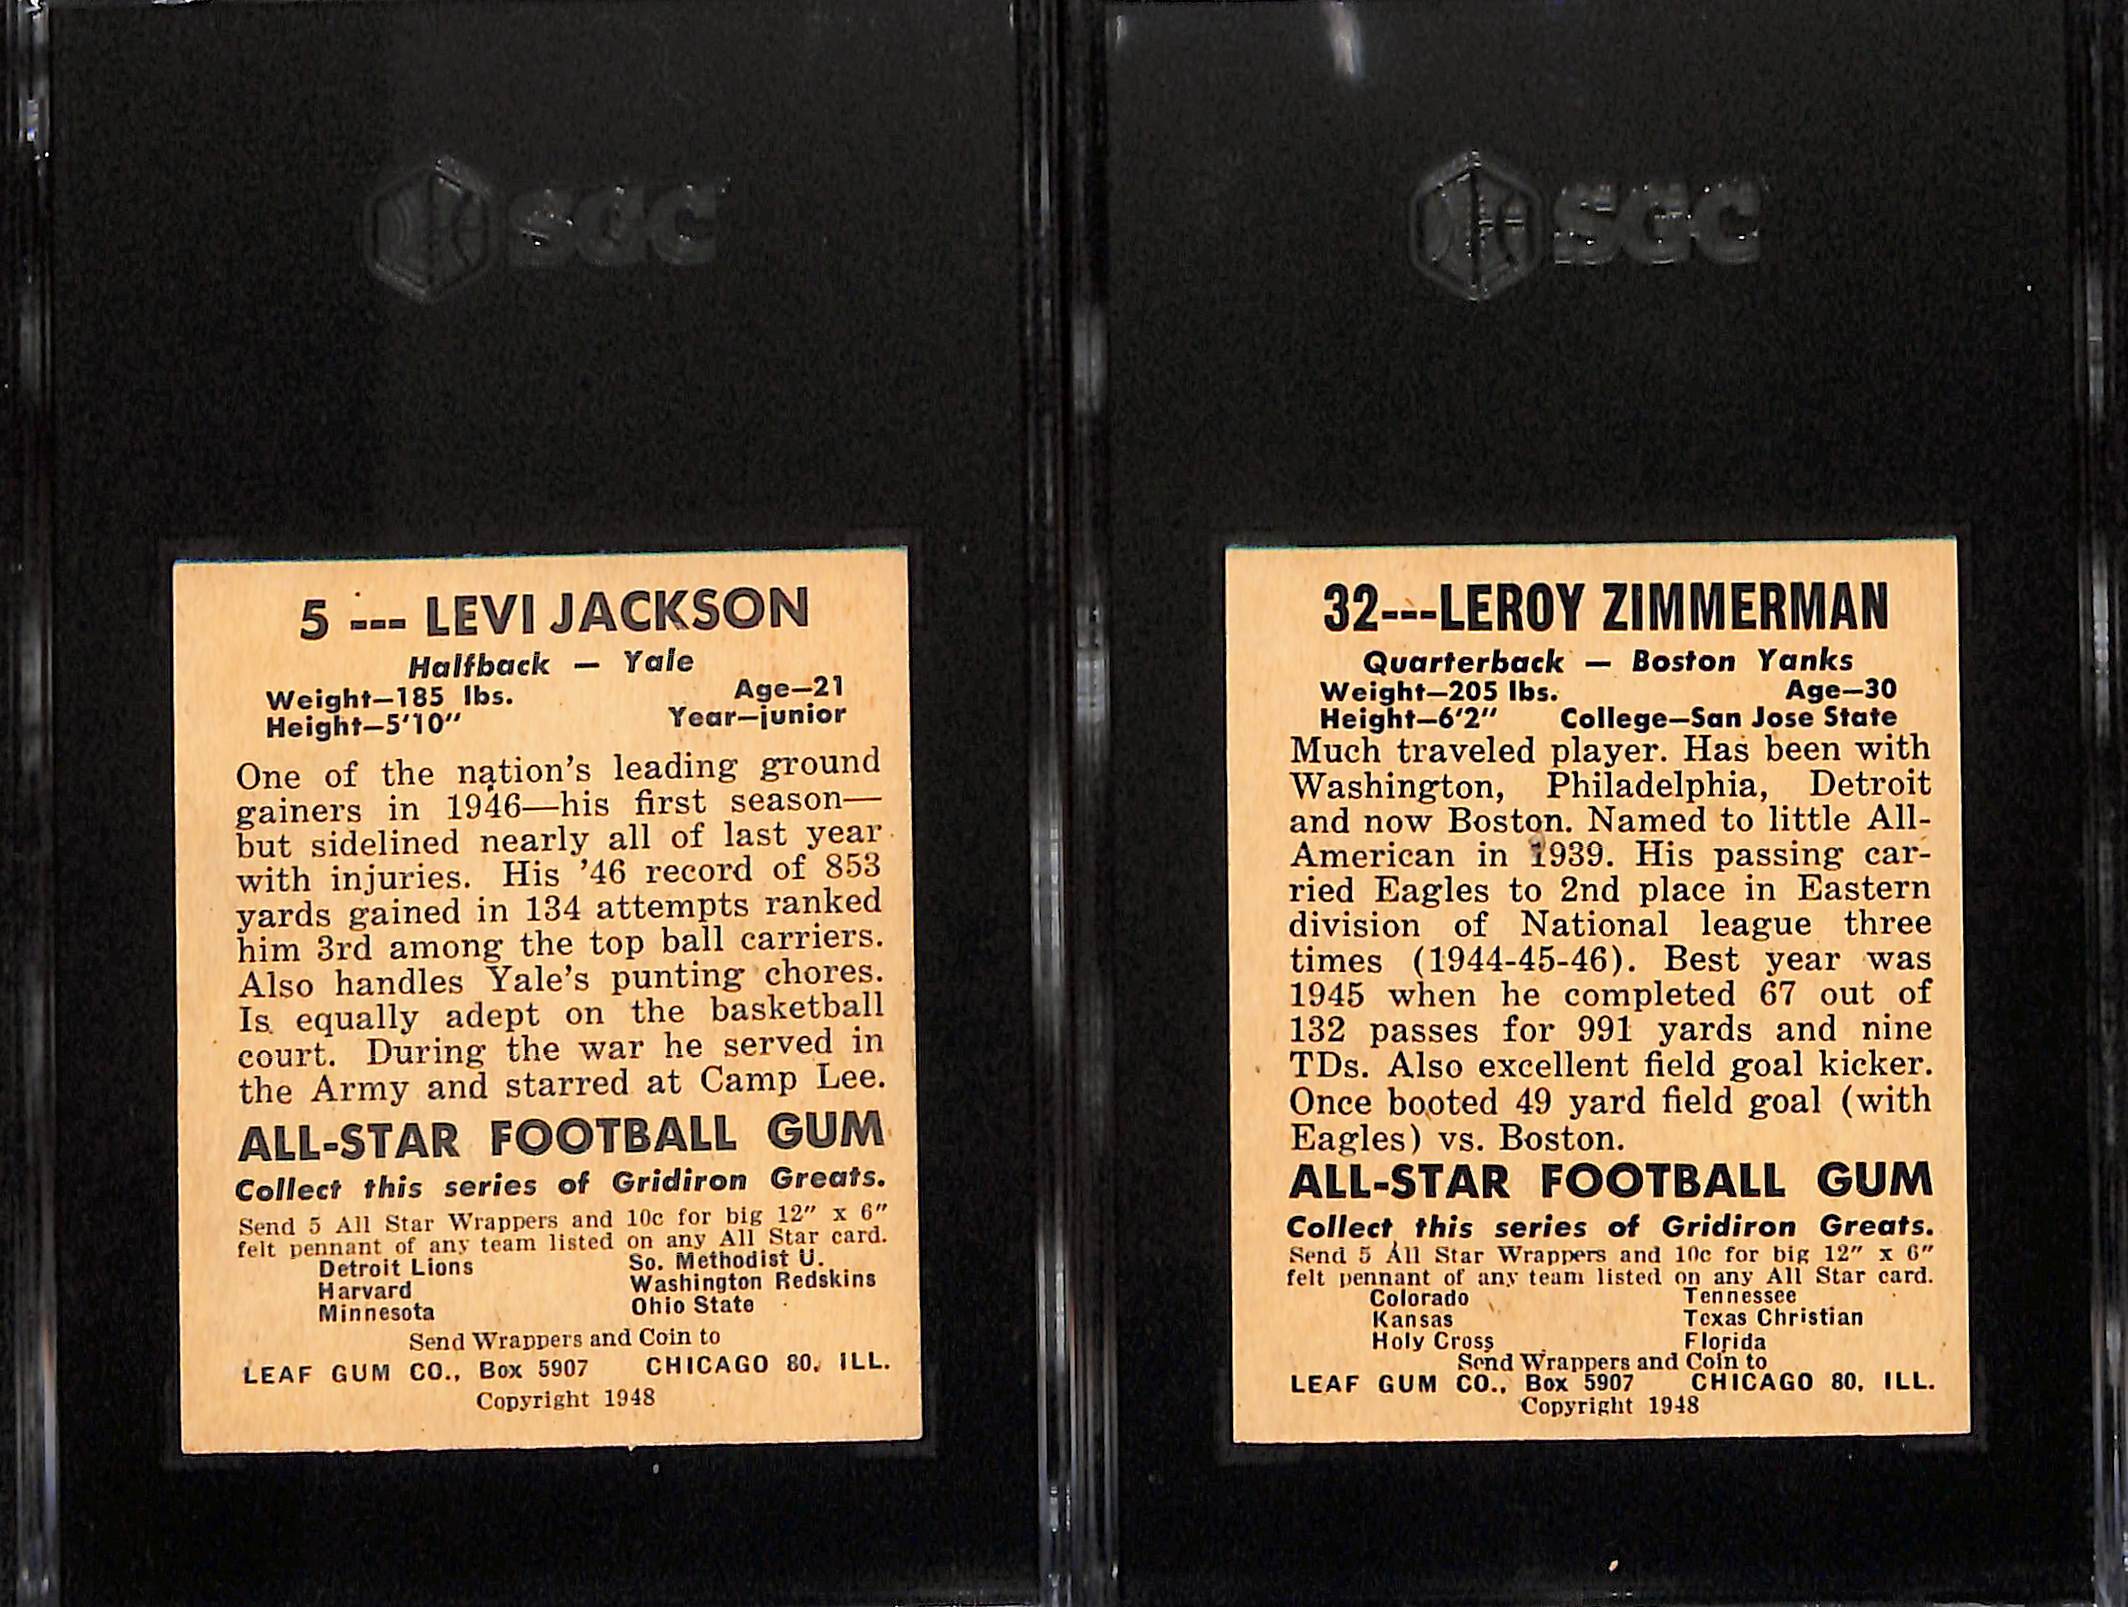 SGC
5 --- LEVI JACKSON
Halfback — Yale
Weight—185 lbs. Age—21
Height—5'10" Year—junior
One of the nation's leading ground
gainers in 1946—his first season—
but sidelined nearly all of last year
with injuries. His '46 record of 853
yards gained in 134 attempts ranked
him 3rd among the top ball carriers.
Also handles Yale's punting chores.
Is equally adept on the basketball
court. During the war he served in
the Army and starred at Camp Lee.
ALL-STAR FOOTBALL GUM
Collect this series of Gridiron Greats.
Send 5 All Star Wrappers and 10c for big 12" x 6"
felt pennant of any team listed on any All Star card.
Detroit Lions So. Methodist U.
Harvard Washington Redskins
Minnesota Ohio State
Send Wrappers and Coin to
LEAF GUM CO., Box 5907 CHICAGO 80, ILL.
Copyright 1948
SGC
32---LEROY ZIMMERMAN
Quarterback — Boston Yanks
Weight—205 lbs. Age—30
Height—6'2" College—San Jose State
Much traveled player. Has been with
Washington, Philadelphia, Detroit
and now Boston. Named to little All-
American in 1939. His passing car-
ried Eagles to 2nd place in Eastern
division of National league three
times (1944-45-46). Best year was
1945 when he completed 67 out of
132 passes for 991 yards and nine
TDs. Also excellent field goal kicker.
Once booted 49 yard field goal (with
Eagles) vs. Boston.
ALL-STAR FOOTBALL GUM
Collect this series of Gridiron Greats.
Send 5 All Star Wrappers and 10c for big 12" x 6"
felt pennant of any team listed on any All Star card.
Colorado Tennessee
Kansas Texas Christian
Holy Cross Florida
Send Wrappers and Coin to
LEAF GUM CO., Box 5907 CHICAGO 80, ILL.
Copyright 1948